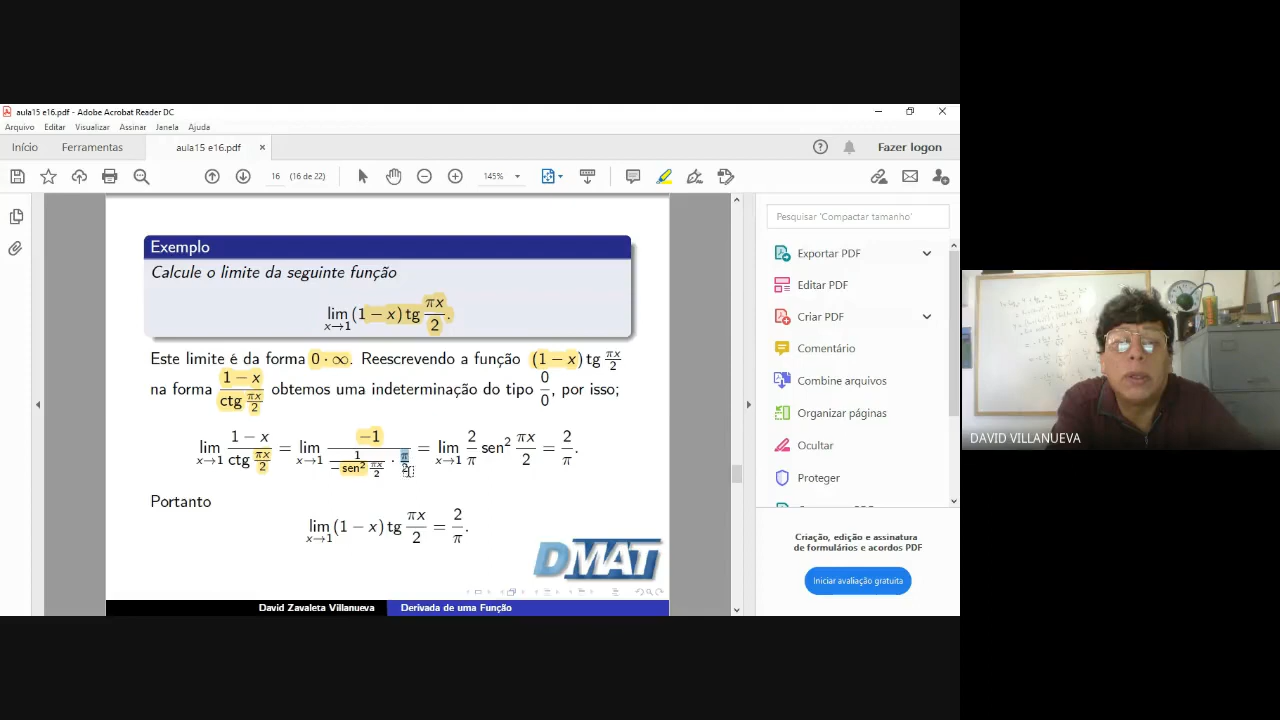 aula15 e16.pdf - Adobe Acrobat Reader DC
Arquivo Editar Visualizar Assinar Janela Ajuda
Início Ferramentas aula15 e16.pdf × Fazer logon
16 (16 de 22) 145%
Exemplo
Calcule o limite da seguinte função
lim x→1 (1 − x) tg πx/2.
Este limite é da forma 0 · ∞. Reescrevendo a função (1 − x) tg πx/2
na forma (1 − x)/(ctg πx/2) obtemos uma indeterminação do tipo 0/0, por isso;
lim x→1 (1 − x)/(ctg πx/2) = lim x→1 −1/(−1/(sen² πx/2) · π/2) = lim x→1 2/π sen² πx/2 = 2/π.
Portanto
lim x→1 (1 − x) tg πx/2 = 2/π.
DMAT
David Zavaleta Villanueva Derivada de uma Função
Pesquisar 'Compactar tamanho'
Exportar PDF
Editar PDF
Criar PDF
Comentário
Combine arquivos
Organizar páginas
Ocultar
Proteger
Criação, edição e assinatura
de formulários e acordos PDF
Iniciar avaliação gratuita
DAVID VILLANUEVA